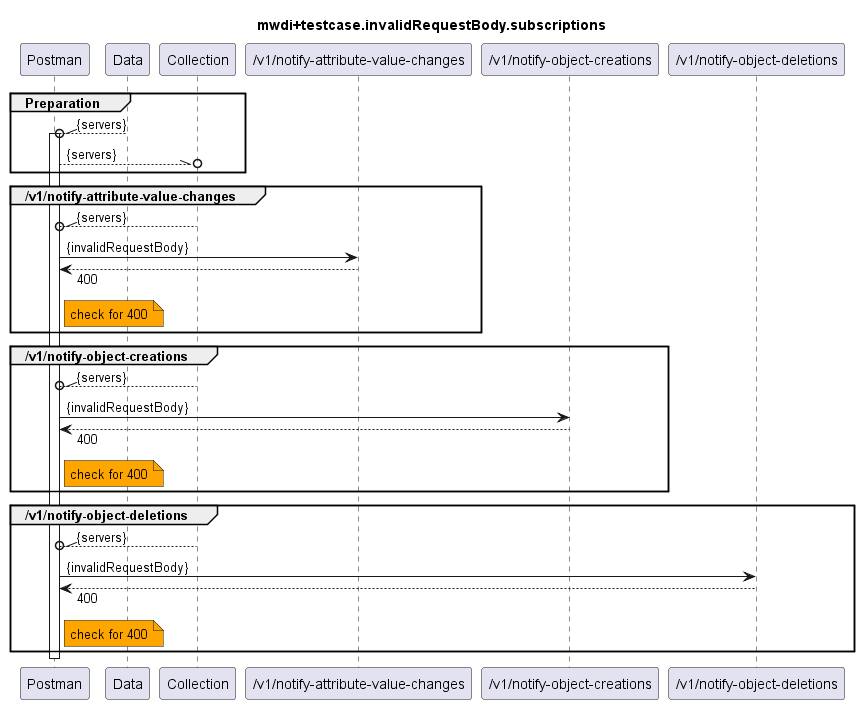 mwdi+testcase.invalidRequestBody.subscriptions
Postman Data Collection /v1/notify-attribute-value-changes /v1/notify-object-creations /v1/notify-object-deletions
Preparation
{servers}
{servers}
/v1/notify-attribute-value-changes
{servers}
{invalidRequestBody}
400
check for 400
/v1/notify-object-creations
{servers}
{invalidRequestBody}
400
check for 400
/v1/notify-object-deletions
{servers}
{invalidRequestBody}
400
check for 400
Postman Data Collection /v1/notify-attribute-value-changes /v1/notify-object-creations /v1/notify-object-deletions